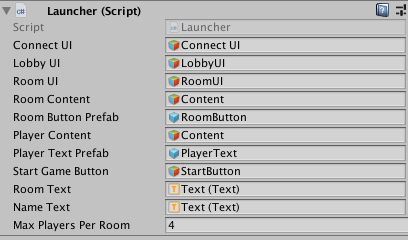 c#
Launcher (Script)
Script Launcher
Connect UI Connect UI
Lobby UI LobbyUI
Room UI RoomUI
Room Content Content
Room Button Prefab RoomButton
Player Content Content
Player Text Prefab PlayerText
Start Game Button StartButton
Room Text Text (Text)
Name Text Text (Text)
Max Players Per Room 4